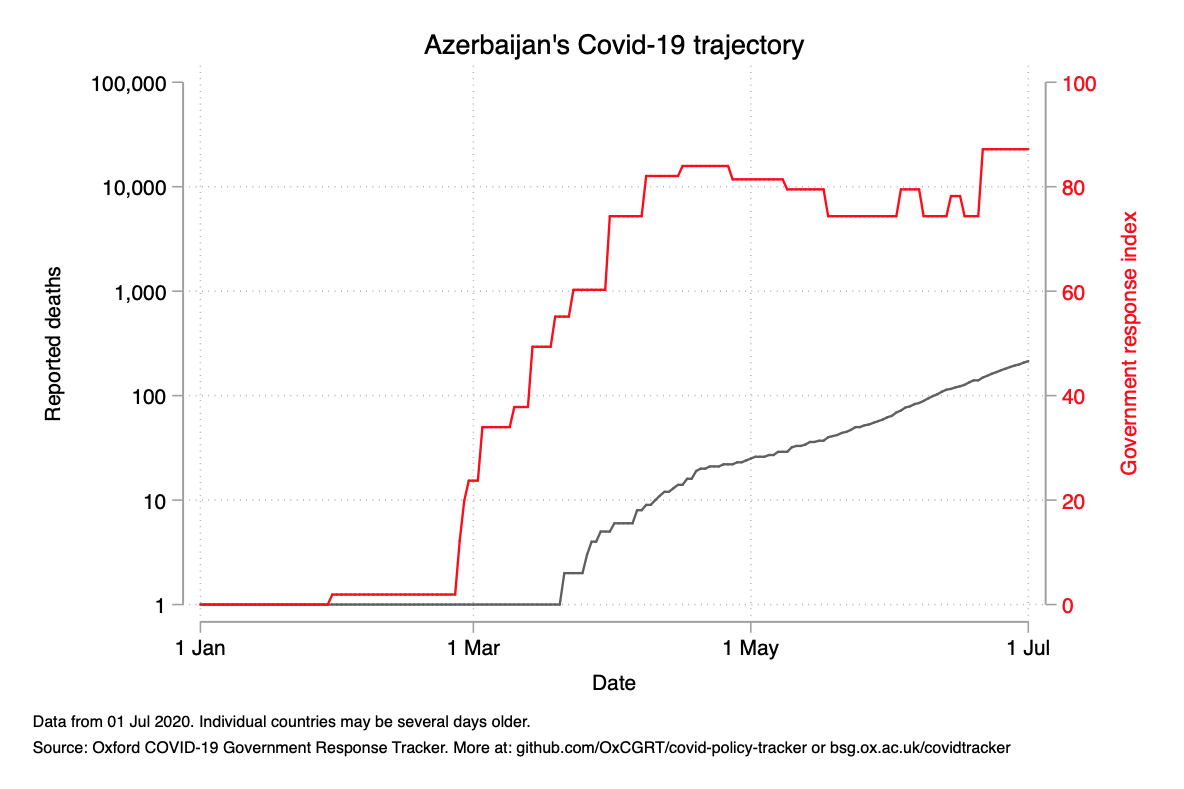 Azerbaijan's Covid-19 trajectory
100,000
10,000
1,000
100
10
1
Reported deaths
100
80
60
40
20
0
Government response index
1 Jan
1 Mar
1 May
1 Jul
Date
Data from 01 Jul 2020. Individual countries may be several days older.
Source: Oxford COVID-19 Government Response Tracker. More at: github.com/OxCGRT/covid-policy-tracker or bsg.ox.ac.uk/covidtracker